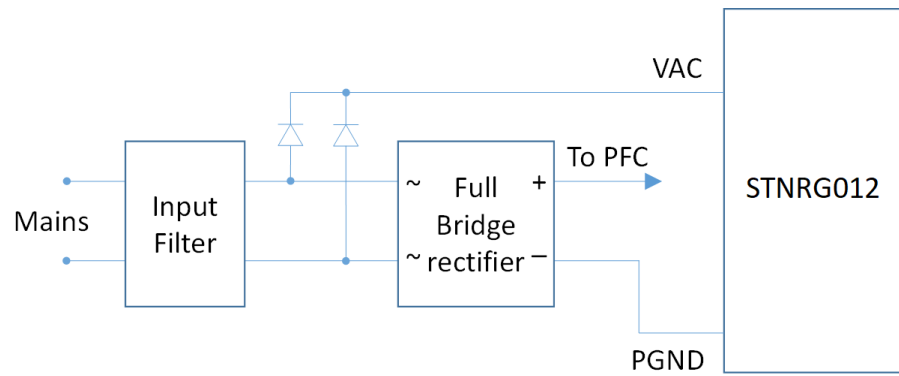 VAC
To PFC
STNRG012
Mains
Input
Filter
~ Full +
Bridge
~ rectifier –
PGND